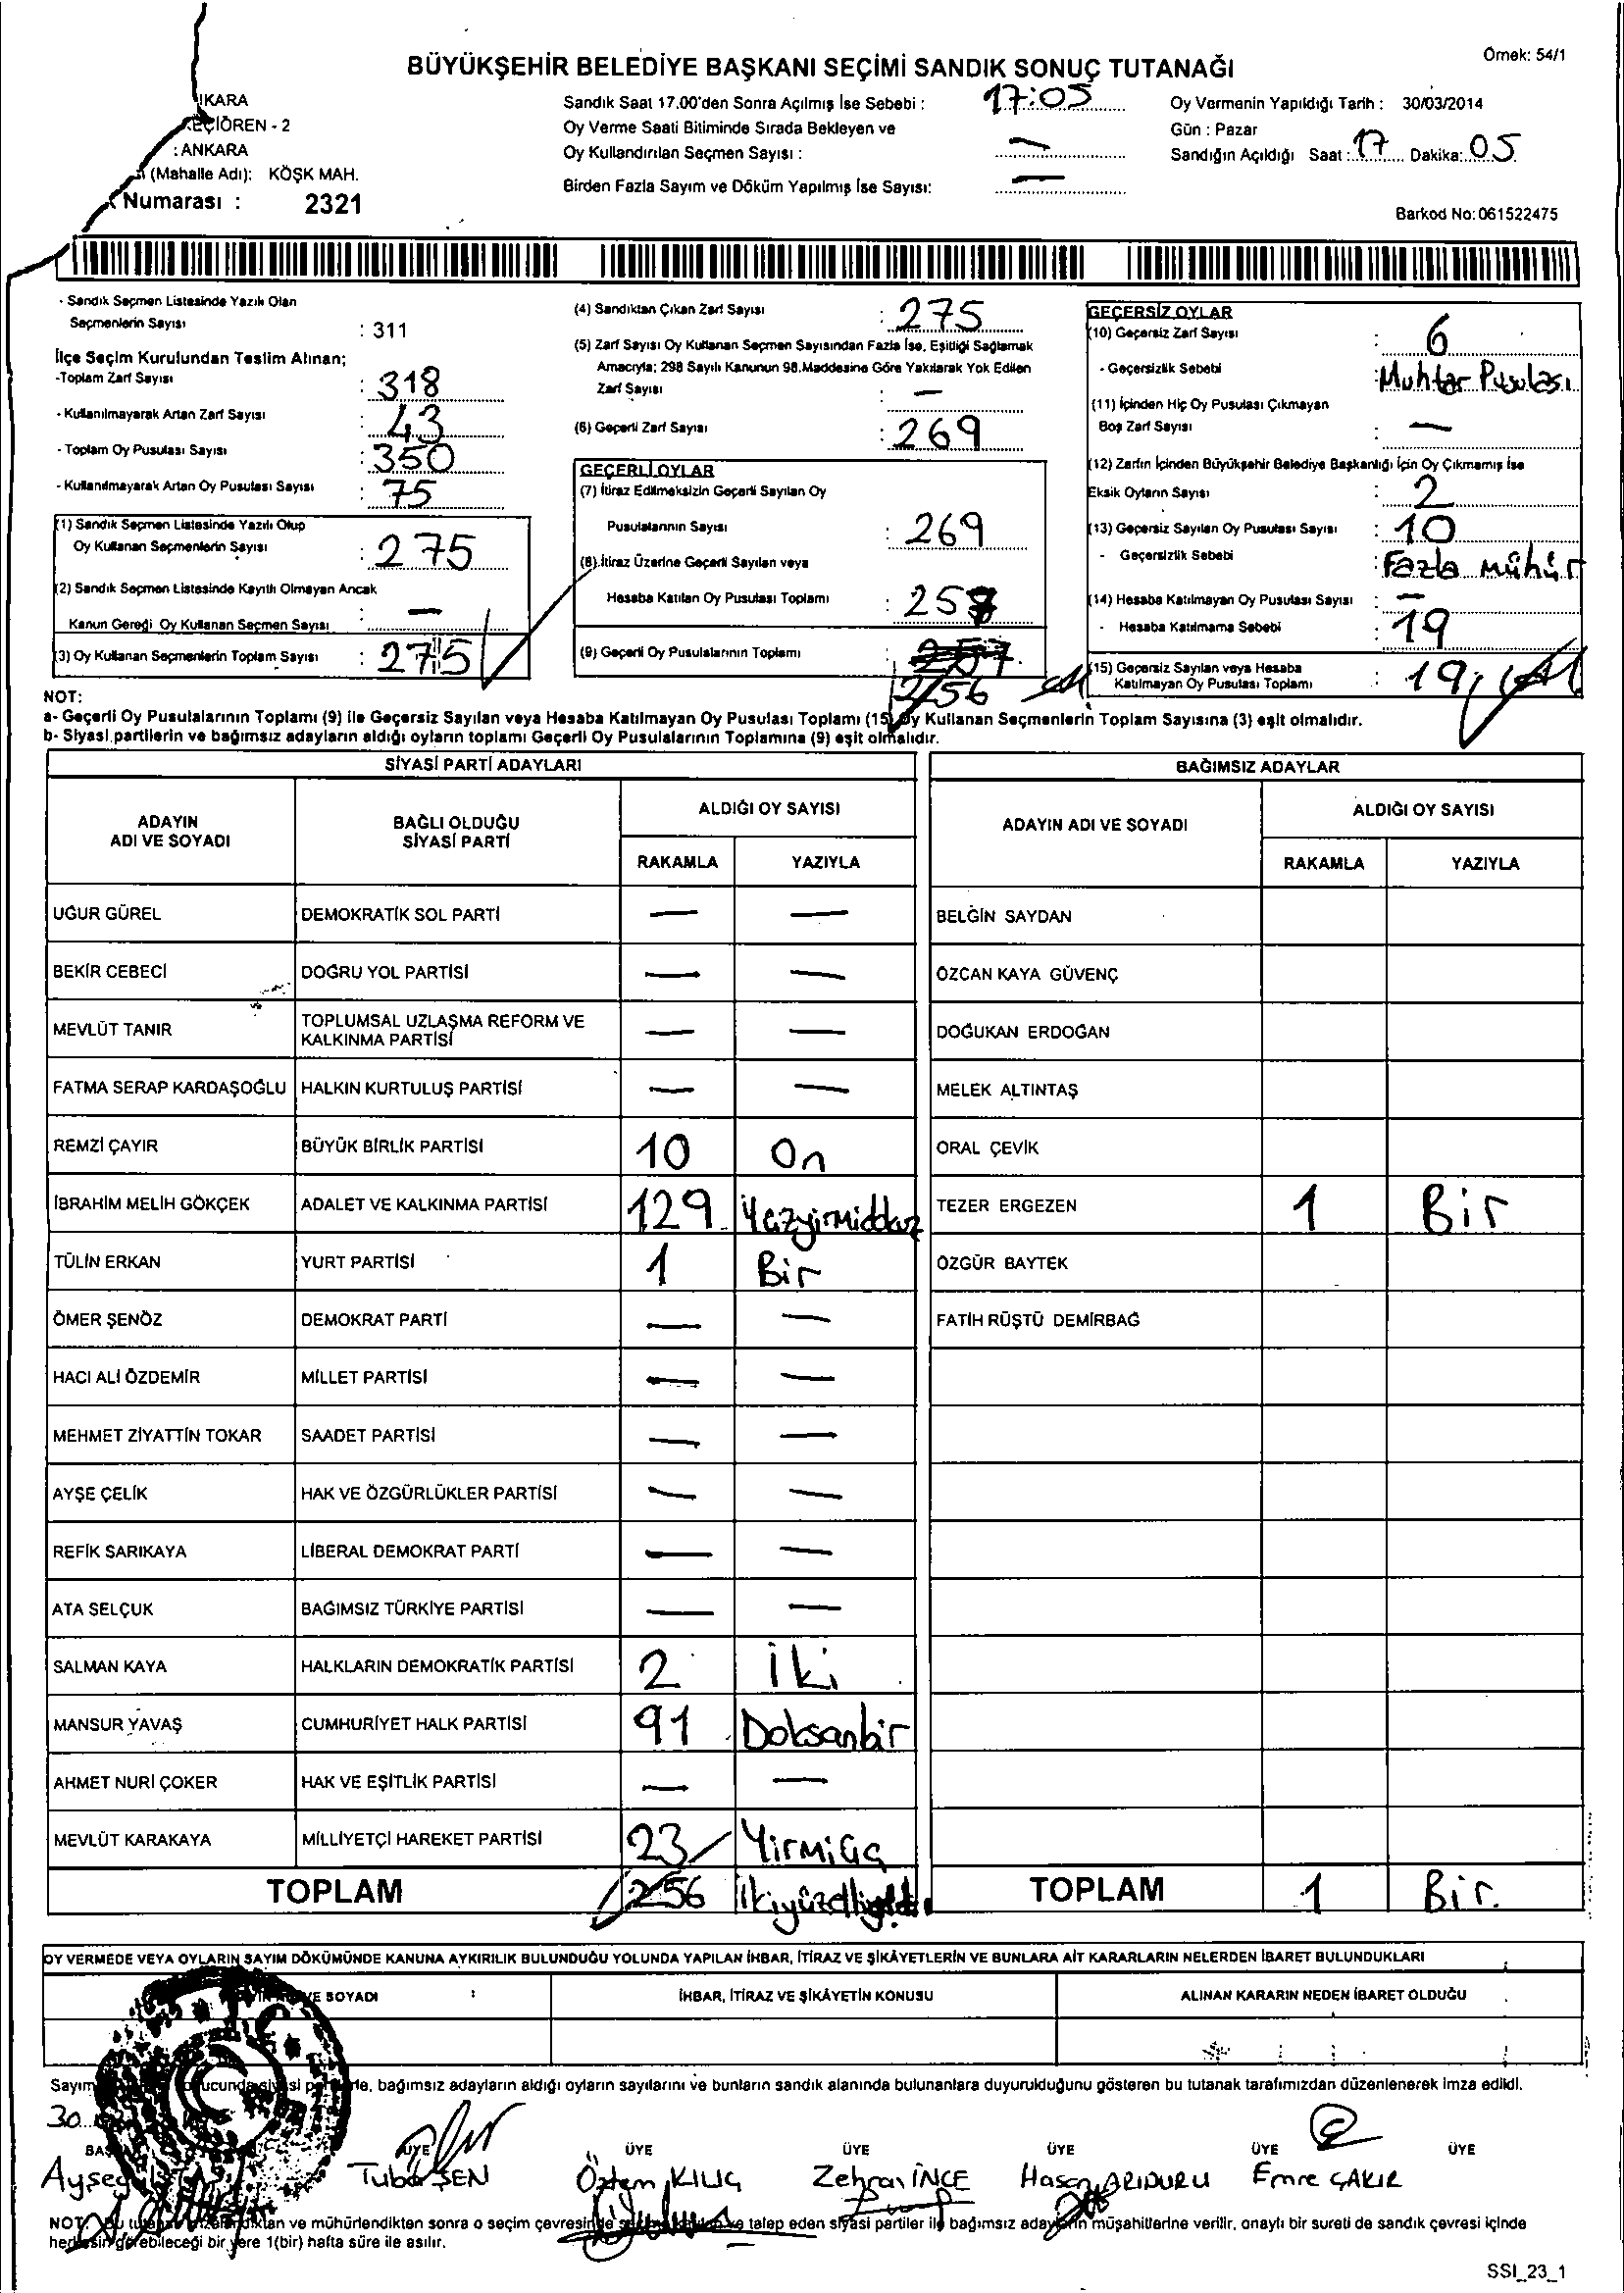 Örnek: 54/1
BÜYÜKŞEHİR BELEDİYE BAŞKANI SEÇİMİ SANDIK SONUÇ TUTANAĞI
Sandık Saat 17.00'den Sonra Açılmış İse Sebebi : 17:05
Oy Verme Saati Bitiminde Sırada Bekleyen ve
Oy Kullandırılan Seçmen Sayısı : —
Birden Fazla Sayım ve Döküm Yapılmış İse Sayısı: —
Oy Vermenin Yapıldığı Tarih : 30/03/2014
Gün : Pazar
Sandığın Açıldığı Saat : 17 Dakika: 05
Barkod No: 061522475
IKARA
EÇİÖREN - 2
: ANKARA
(Mahalle Adı): KÖŞK MAH.
Numarası : 2321
- Sandık Seçmen Listesinde Yazılı Olan
Seçmenlerin Sayısı : 311
İlçe Seçim Kurulundan Teslim Alınan;
-Toplam Zarf Sayısı : 318
- Kullanılmayarak Artan Zarf Sayısı : 43
- Toplam Oy Pusulası Sayısı : 350
- Kullanılmayarak Artan Oy Pusulası Sayısı : 75
(1) Sandık Seçmen Listesinde Yazılı Olup
Oy Kullanan Seçmenlerin Sayısı : 275
(2) Sandık Seçmen Listesinde Kayıtlı Olmayan Ancak
Kanun Gereği Oy Kullanan Seçmen Sayısı : —
(3) Oy Kullanan Seçmenlerin Toplam Sayısı : 275
(4) Sandıktan Çıkan Zarf Sayısı : 275
(5) Zarf Sayısı Oy Kullanan Seçmen Sayısından Fazla İse, Eşitliği Sağlamak
Amacıyla; 298 Sayılı Kanunun 98.Maddesine Göre Yakılarak Yok Edilen
Zarf Sayısı : —
(6) Geçerli Zarf Sayısı : 269
GEÇERLİ OYLAR
(7) İtiraz Edilmeksizin Geçerli Sayılan Oy
Pusulalarının Sayısı : 269
(8) İtiraz Üzerine Geçerli Sayılan veya
Hesaba Katılan Oy Pusulası Toplamı :
(9) Geçerli Oy Pusulalarının Toplamı : 257
256
GEÇERSİZ OYLAR
(10) Geçersiz Zarf Sayısı : 6
- Geçersizlik Sebebi : Muhtar Pusulası
(11) İçinden Hiç Oy Pusulası Çıkmayan
Boş Zarf Sayısı : —
(12) Zarfın İçinden Büyükşehir Belediye Başkanlığı İçin Oy Çıkmamış İse
Eksik Oyların Sayısı : 2
(13) Geçersiz Sayılan Oy Pusulası Sayısı : 10
- Geçersizlik Sebebi : Fazla Mühür
(14) Hesaba Katılmayan Oy Pusulası Sayısı : —
- Hesaba Katılmama Sebebi : 19
(15) Geçersiz Sayılan veya Hesaba
Katılmayan Oy Pusulası Toplamı : 19
NOT:
a- Geçerli Oy Pusulalarının Toplamı (9) ile Geçersiz Sayılan veya Hesaba Katılmayan Oy Pusulası Toplamı (15) Oy Kullanan Seçmenlerin Toplam Sayısına (3) eşit olmalıdır.
b- Siyasi partilerin ve bağımsız adayların aldığı oyların toplamı Geçerli Oy Pusulalarının Toplamına (9) eşit olmalıdır.
SİYASİ PARTİ ADAYLARI
ADAYIN ADI VE SOYADI BAĞLI OLDUĞU SİYASİ PARTİ ALDIĞI OY SAYISI
RAKAMLA YAZIYLA
UĞUR GÜREL DEMOKRATİK SOL PARTİ — —
BEKİR CEBECİ DOĞRU YOL PARTİSİ — —
MEVLÜT TANIR TOPLUMSAL UZLAŞMA REFORM VE KALKINMA PARTİSİ — —
FATMA SERAP KARDAŞOĞLU HALKIN KURTULUŞ PARTİSİ — —
REMZİ ÇAYIR BÜYÜK BİRLİK PARTİSİ 10 On
İBRAHİM MELİH GÖKÇEK ADALET VE KALKINMA PARTİSİ 129 Yüzyirmidokuz
TÜLİN ERKAN YURT PARTİSİ 1 Bir
ÖMER ŞENÖZ DEMOKRAT PARTİ — —
HACI ALİ ÖZDEMİR MİLLET PARTİSİ — —
MEHMET ZİYATTİN TOKAR SAADET PARTİSİ — —
AYŞE ÇELİK HAK VE ÖZGÜRLÜKLER PARTİSİ — —
REFİK SARIKAYA LİBERAL DEMOKRAT PARTİ — —
ATA SELÇUK BAĞIMSIZ TÜRKİYE PARTİSİ — —
SALMAN KAYA HALKLARIN DEMOKRATİK PARTİSİ 2 İki
MANSUR YAVAŞ CUMHURİYET HALK PARTİSİ 91 Doksanbir
AHMET NURİ ÇOKER HAK VE EŞİTLİK PARTİSİ — —
MEVLÜT KARAKAYA MİLLİYETÇİ HAREKET PARTİSİ 23 Yirmiüç
TOPLAM 256 ikiyüzelli
BAĞIMSIZ ADAYLAR
ADAYIN ADI VE SOYADI ALDIĞI OY SAYISI
RAKAMLA YAZIYLA
BELGİN SAYDAN
ÖZCAN KAYA GÜVENÇ
DOĞUKAN ERDOĞAN
MELEK ALTINTAŞ
ORAL ÇEVİK
TEZER ERGEZEN 1 Bir
ÖZGÜR BAYTEK
FATİH RÜŞTÜ DEMİRBAĞ
TOPLAM 1 Bir.
OY VERMEDE VEYA OYLARIN SAYIM DÖKÜMÜNDE KANUNA AYKIRILIK BULUNDUĞU YOLUNDA YAPILAN İHBAR, İTİRAZ VE ŞİKÂYETLERİN VE BUNLARA AİT KARARLARIN NELERDEN İBARET BULUNDUKLARI
VE SOYADI İHBAR, İTİRAZ VE ŞİKÂYETİN KONUSU ALINAN KARARIN NEDEN İBARET OLDUĞU
Sayım bağımsız adayların aldığı oyların sayılarını ve bunların sandık alanında bulunanlara duyurulduğunu gösteren bu tutanak tarafımızdan düzenlenerek imza edildi.
30
ÜYE ÜYE ÜYE ÜYE ÜYE ÜYE
Tuba ŞEN Özlem KILIÇ Zehra İNCE Hasan ARIDURU Emre ÇAKIR
NOT: ve mühürlendikten sonra o seçim çevresinde talep eden siyasi partiler ile bağımsız adayların müşahitlerine verilir, onaylı bir sureti de sandık çevresi içinde
herkesin görebileceği bir yere 1(bir) hafta süre ile asılır.
SSI_23_1